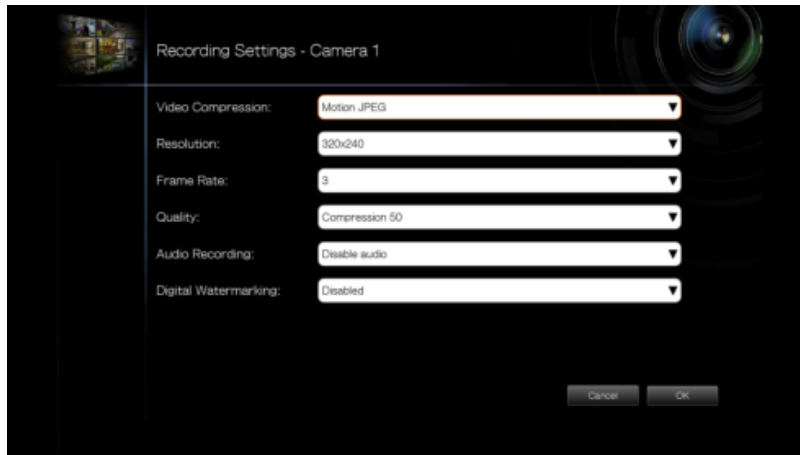 Recording Settings - Camera 1
Video Compression: Motion JPEG
Resolution: 320x240
Frame Rate: 3
Quality: Compression 50
Audio Recording: Disable audio
Digital Watermarking: Disabled
Cancel OK